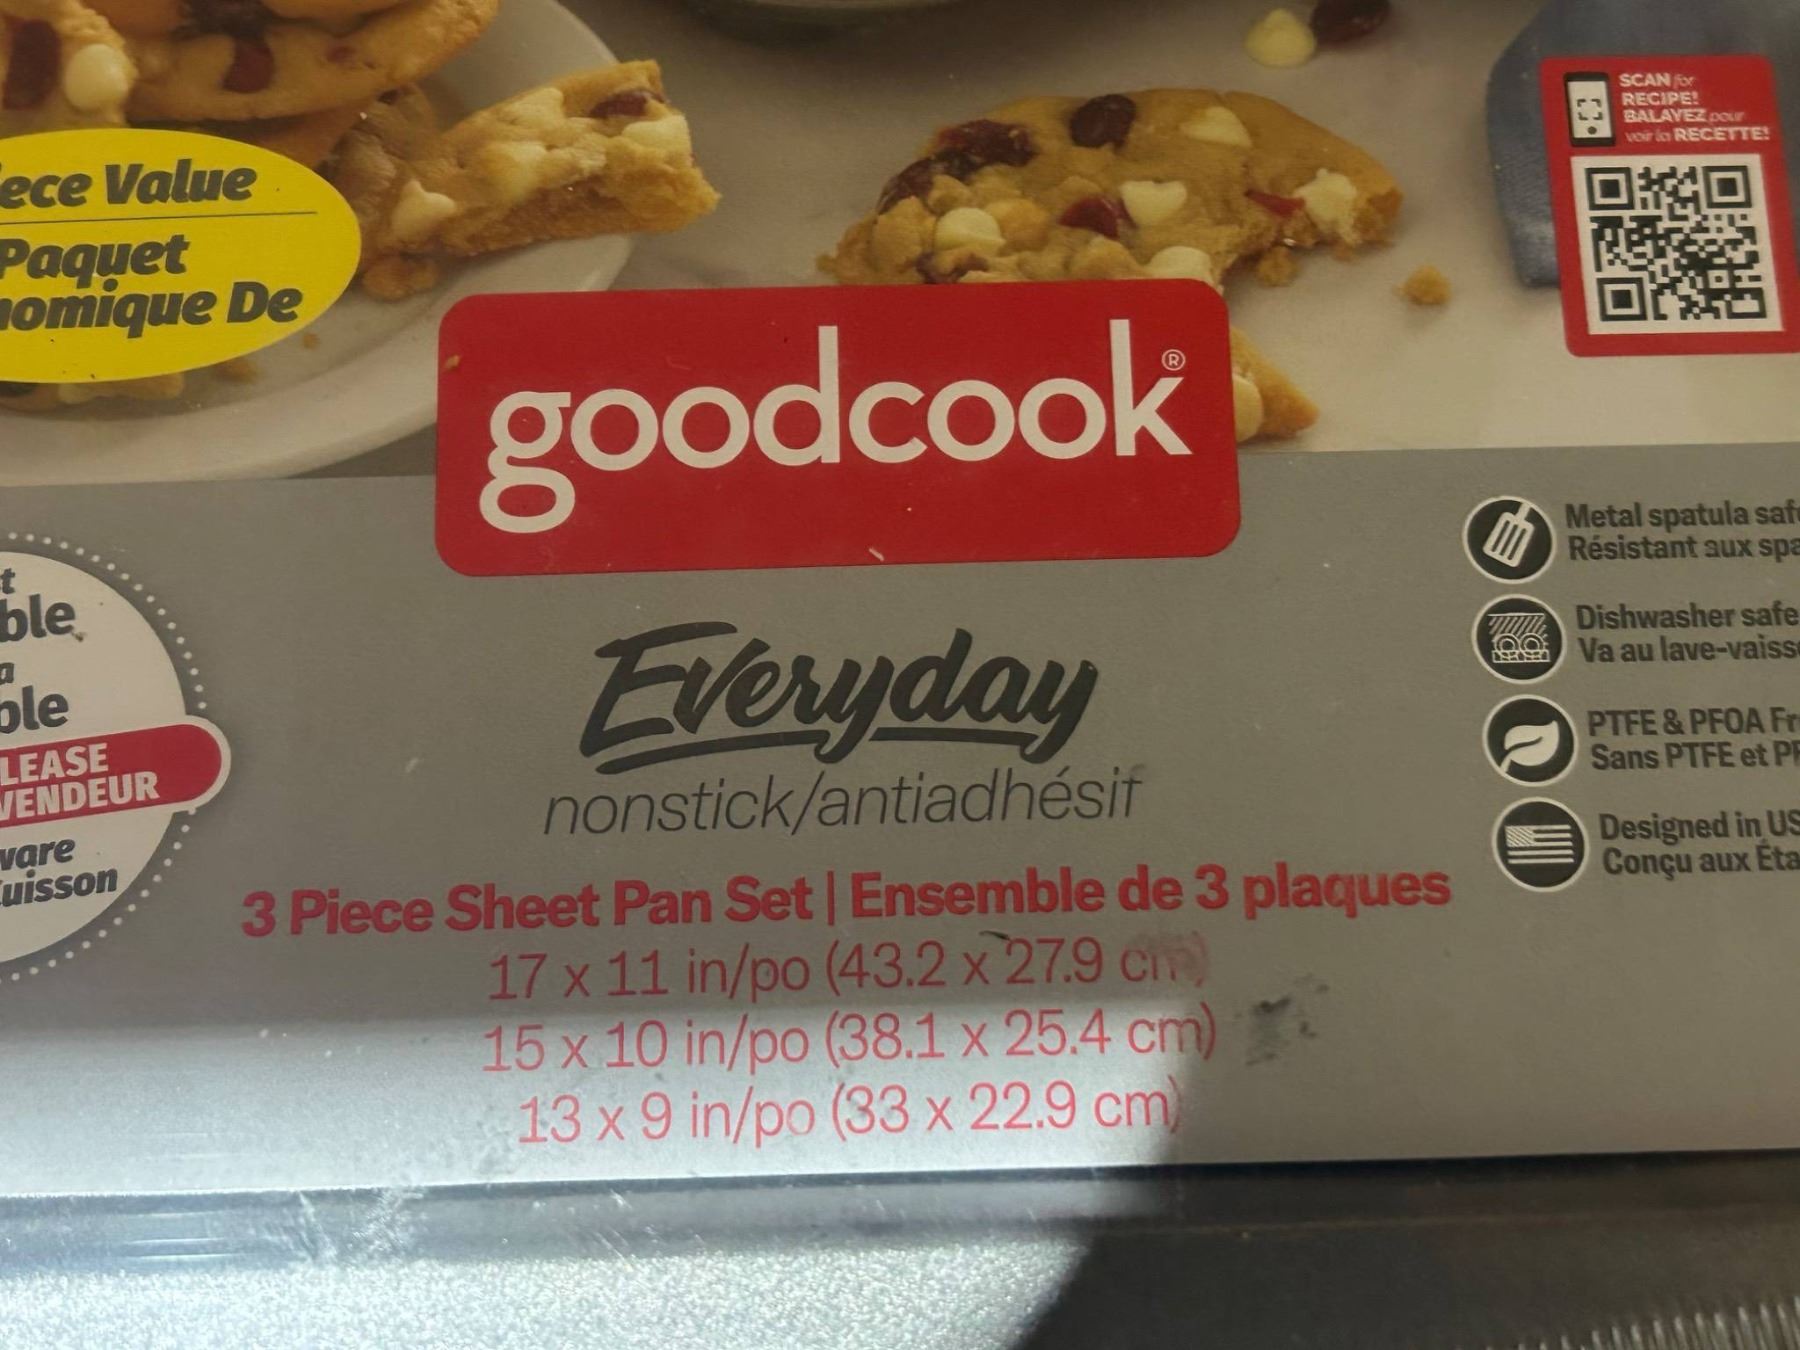 SCAN for
RECIPE!
BALAYEZ pour
voir la RECETTE!
ece Value
Paquet
nomique De
goodcook®
ble
ble
LEASE
VENDEUR
ware
uisson
Everyday
nonstick/antiadhésif
3 Piece Sheet Pan Set | Ensemble de 3 plaques
17 x 11 in/po (43.2 x 27.9 cm)
15 x 10 in/po (38.1 x 25.4 cm)
13 x 9 in/po (33 x 22.9 cm)
Metal spatula safe
Résistant aux spa
Dishwasher safe
Va au lave-vaiss
PTFE & PFOA Fr
Sans PTFE et PF
Designed in US
Conçu aux Éta